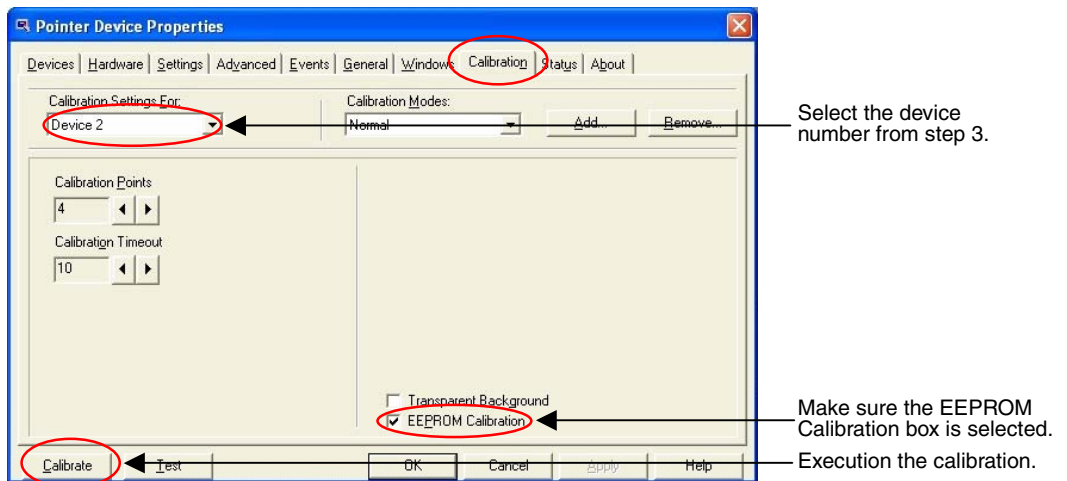 Pointer Device Properties
Devices Hardware Settings Advanced Events General Windows Calibration Status About
Calibration Settings For:
Calibration Modes:
Device 2
Normal
Add...
Remove...
Select the device
number from step 3.
Calibration Points
4
Calibration Timeout
10
Transparent Background
EEPROM Calibration
Make sure the EEPROM
Calibration box is selected.
Calibrate
Test
OK
Cancel
Apply
Help
Execution the calibration.